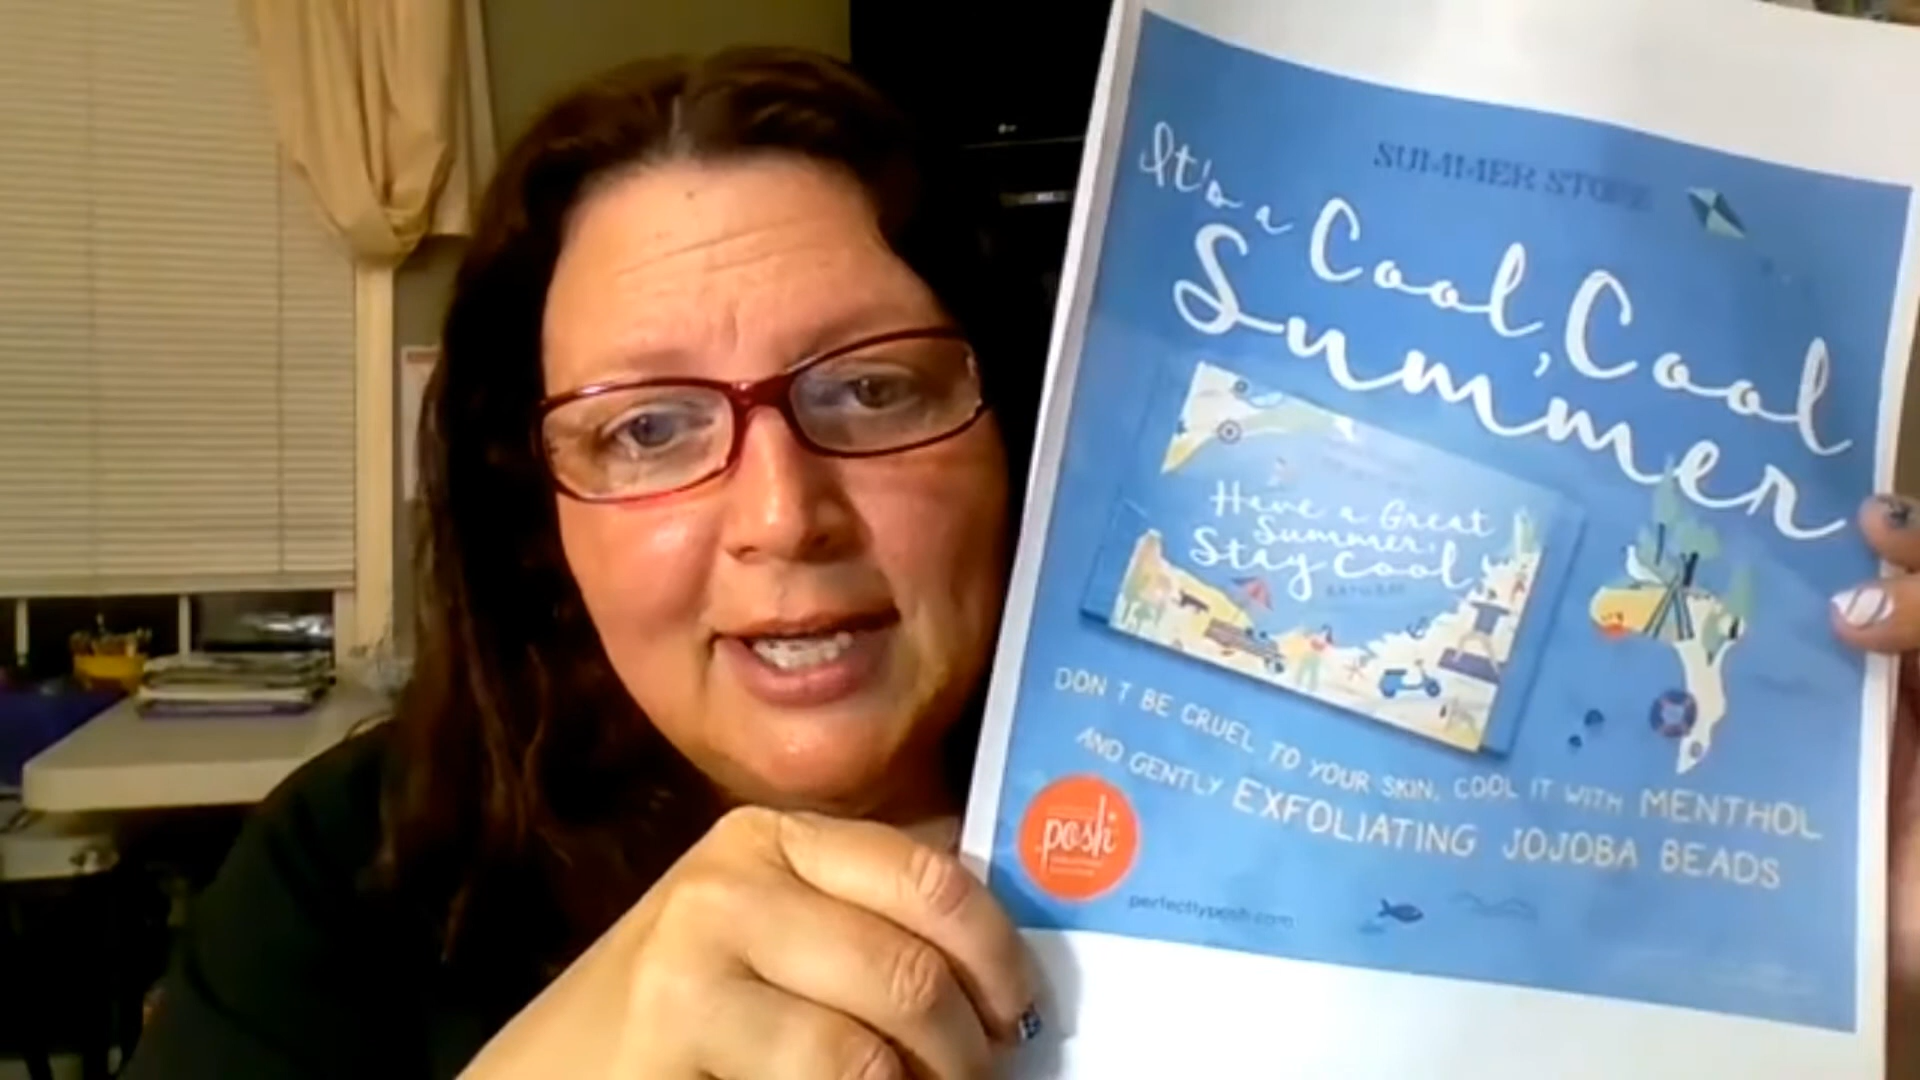 SUMMER STORE
It's a Cool, Cool
Summer
Have a Great
Summer,
Stay Cool
DON'T BE CRUEL TO YOUR SKIN. COOL IT WITH MENTHOL
AND GENTLY EXFOLIATING JOJOBA BEADS
posh
perfectlyposh.com